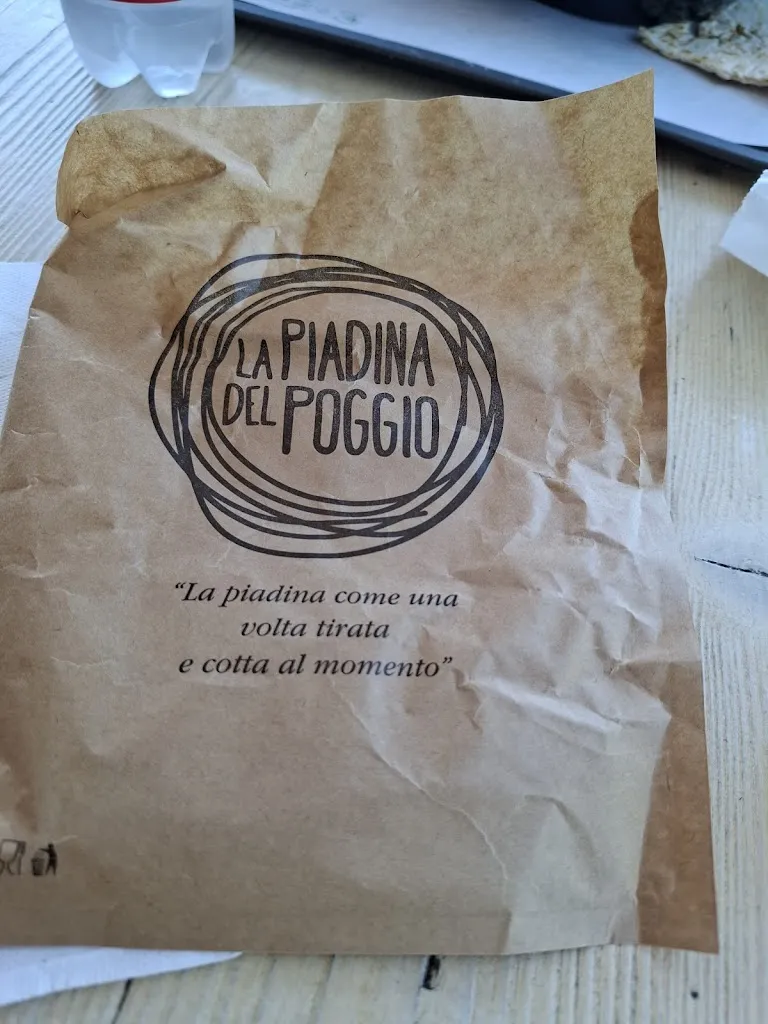 LA PIADINA
DEL POGGIO
“La piadina come una
volta tirata
e cotta al momento”